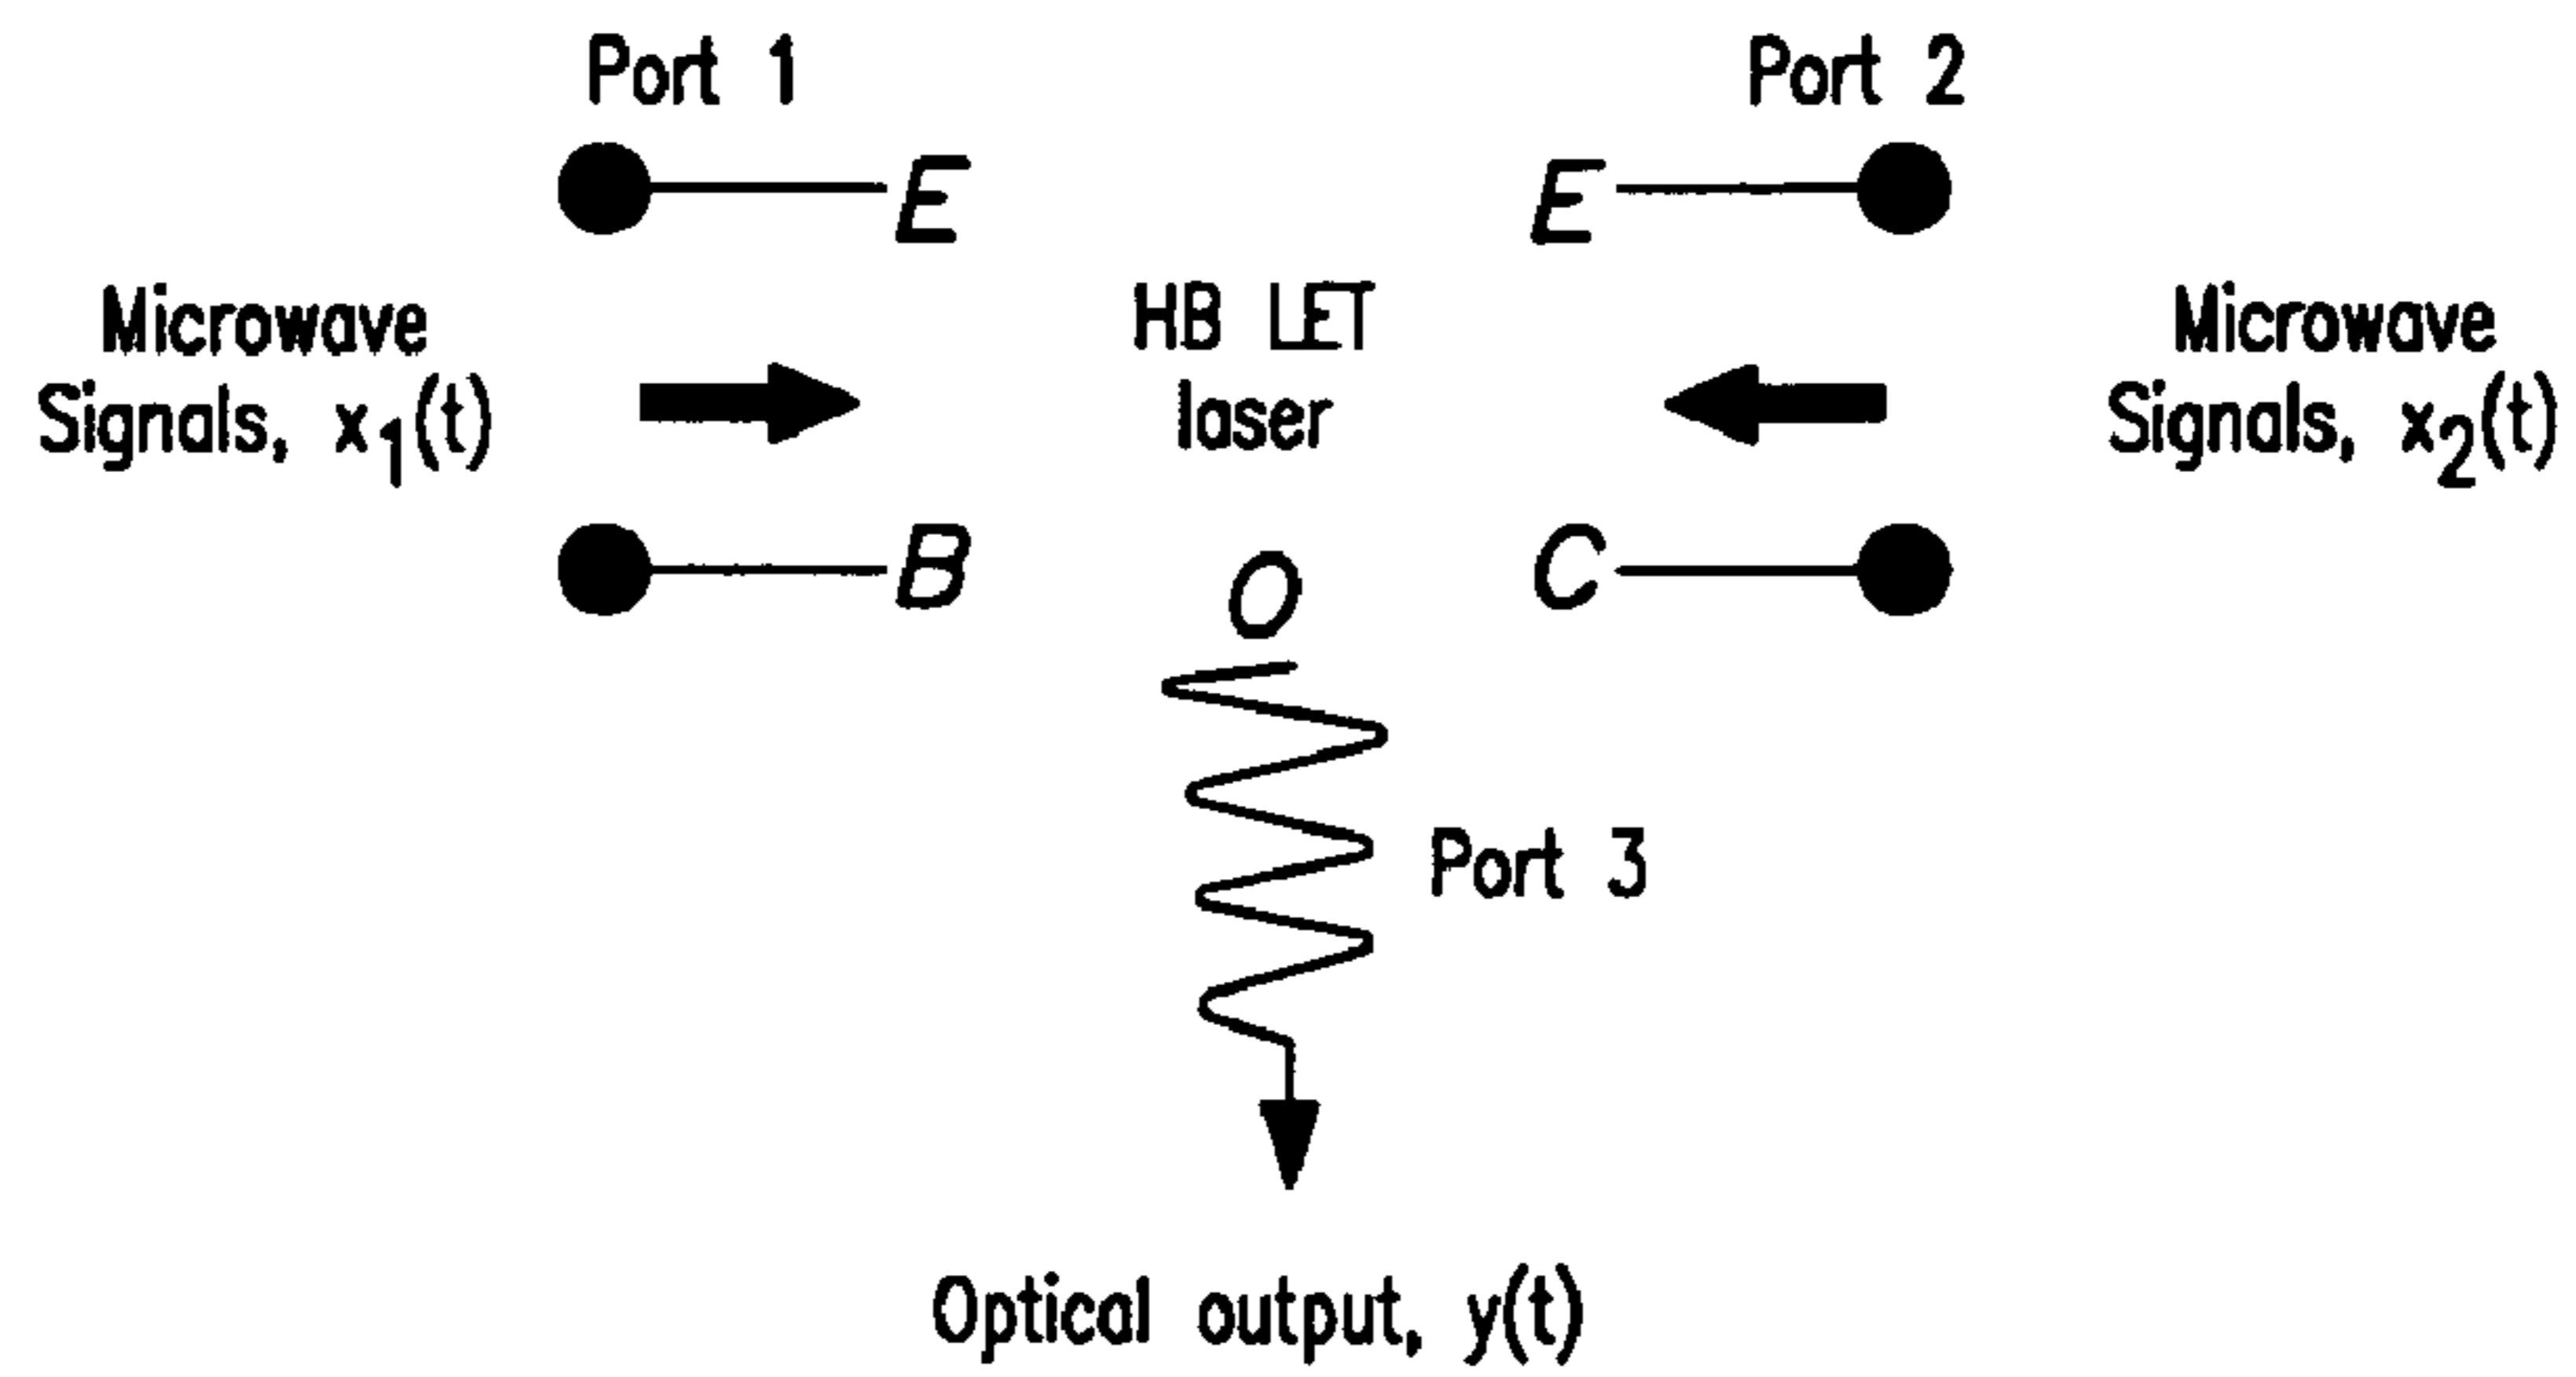 Port 1
Port 2
E
E
Microwave
Signals, x₁(t)
HB LET
laser
Microwave
Signals, x₂(t)
B
O
C
Port 3
Optical output, y(t)